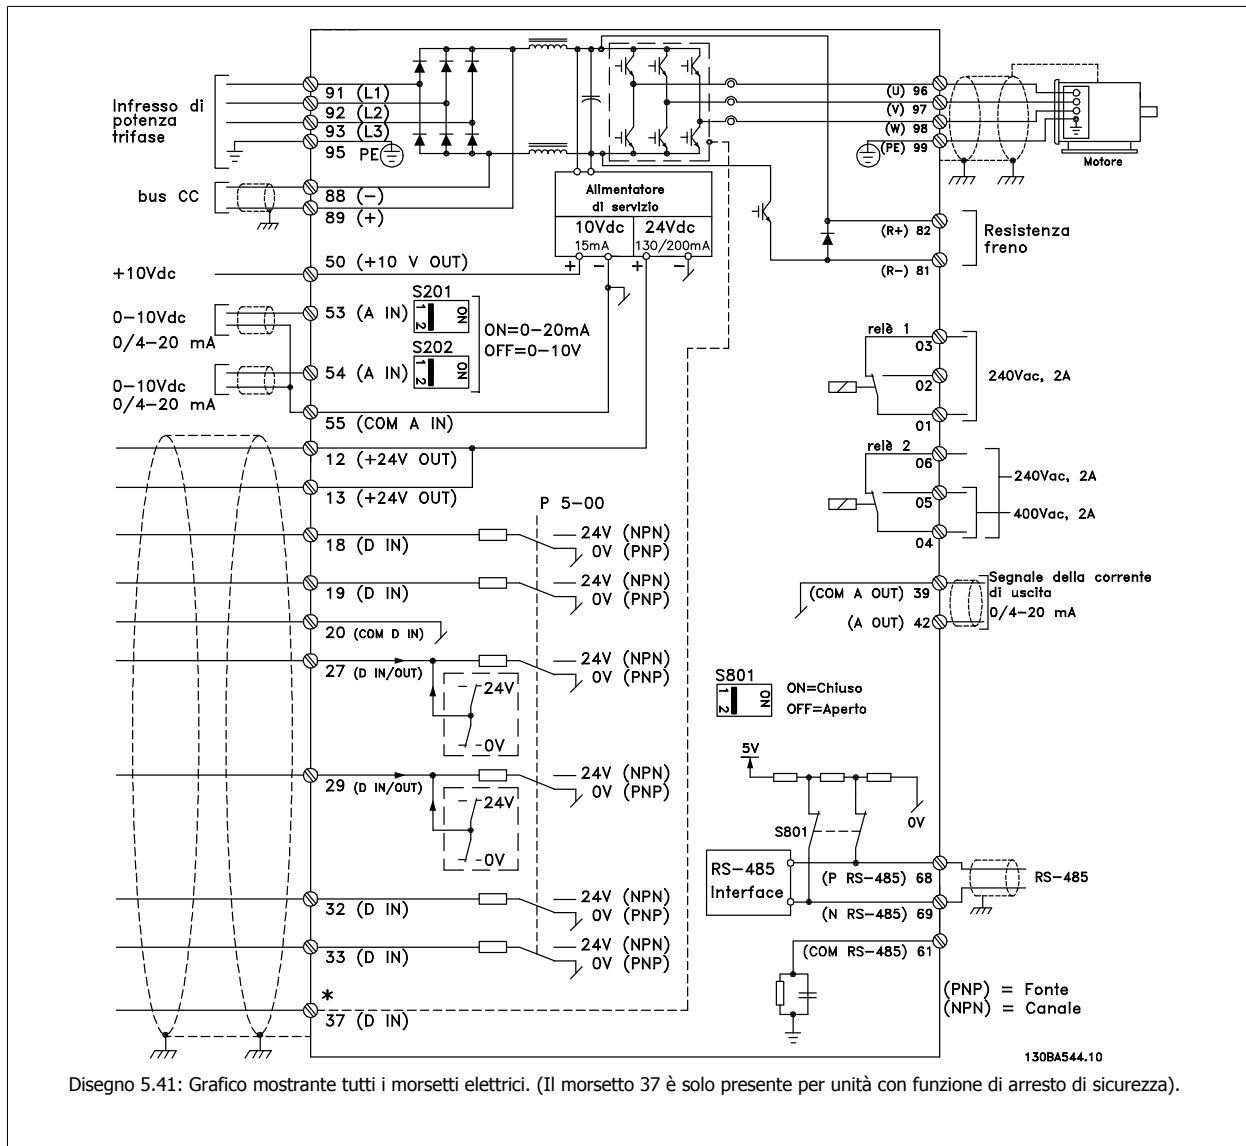 Infresso di
potenza
trifase
91 (L1)
92 (L2)
93 (L3)
95 PE
bus CC
88 (−)
89 (+)
+10Vdc
50 (+10 V OUT)
0−10Vdc
0/4−20 mA
53 (A IN)
S201
1 2
ON
ON=0−20mA
OFF=0−10V
S202
1 2
ON
0−10Vdc
0/4−20 mA
54 (A IN)
55 (COM A IN)
12 (+24V OUT)
13 (+24V OUT)
P 5-00
18 (D IN)
24V (NPN)
0V (PNP)
19 (D IN)
24V (NPN)
0V (PNP)
20 (COM D IN)
27 (D IN/OUT)
24V (NPN)
0V (PNP)
24V
0V
29 (D IN/OUT)
24V (NPN)
0V (PNP)
24V
0V
32 (D IN)
24V (NPN)
0V (PNP)
33 (D IN)
24V (NPN)
0V (PNP)
*
37 (D IN)
Alimentatore
di servizio
10Vdc
15mA
24Vdc
130/200mA
+ − + −
(U) 96
(V) 97
(W) 98
(PE) 99
Motore
(R+) 82
(R−) 81
Resistenza
freno
relè 1
03
02
01
240Vac, 2A
relè 2
06
05
04
240Vac, 2A
400Vac, 2A
(COM A OUT) 39
(A OUT) 42
Segnale della corrente
di uscita
0/4−20 mA
S801
1 2
ON
ON=Chiuso
OFF=Aperto
5V
0V
S801
RS−485
Interface
(P RS−485) 68
(N RS−485) 69
RS−485
(COM RS−485) 61
(PNP) = Fonte
(NPN) = Canale
130BA544.10
Disegno 5.41: Grafico mostrante tutti i morsetti elettrici. (Il morsetto 37 è solo presente per unità con funzione di arresto di sicurezza).